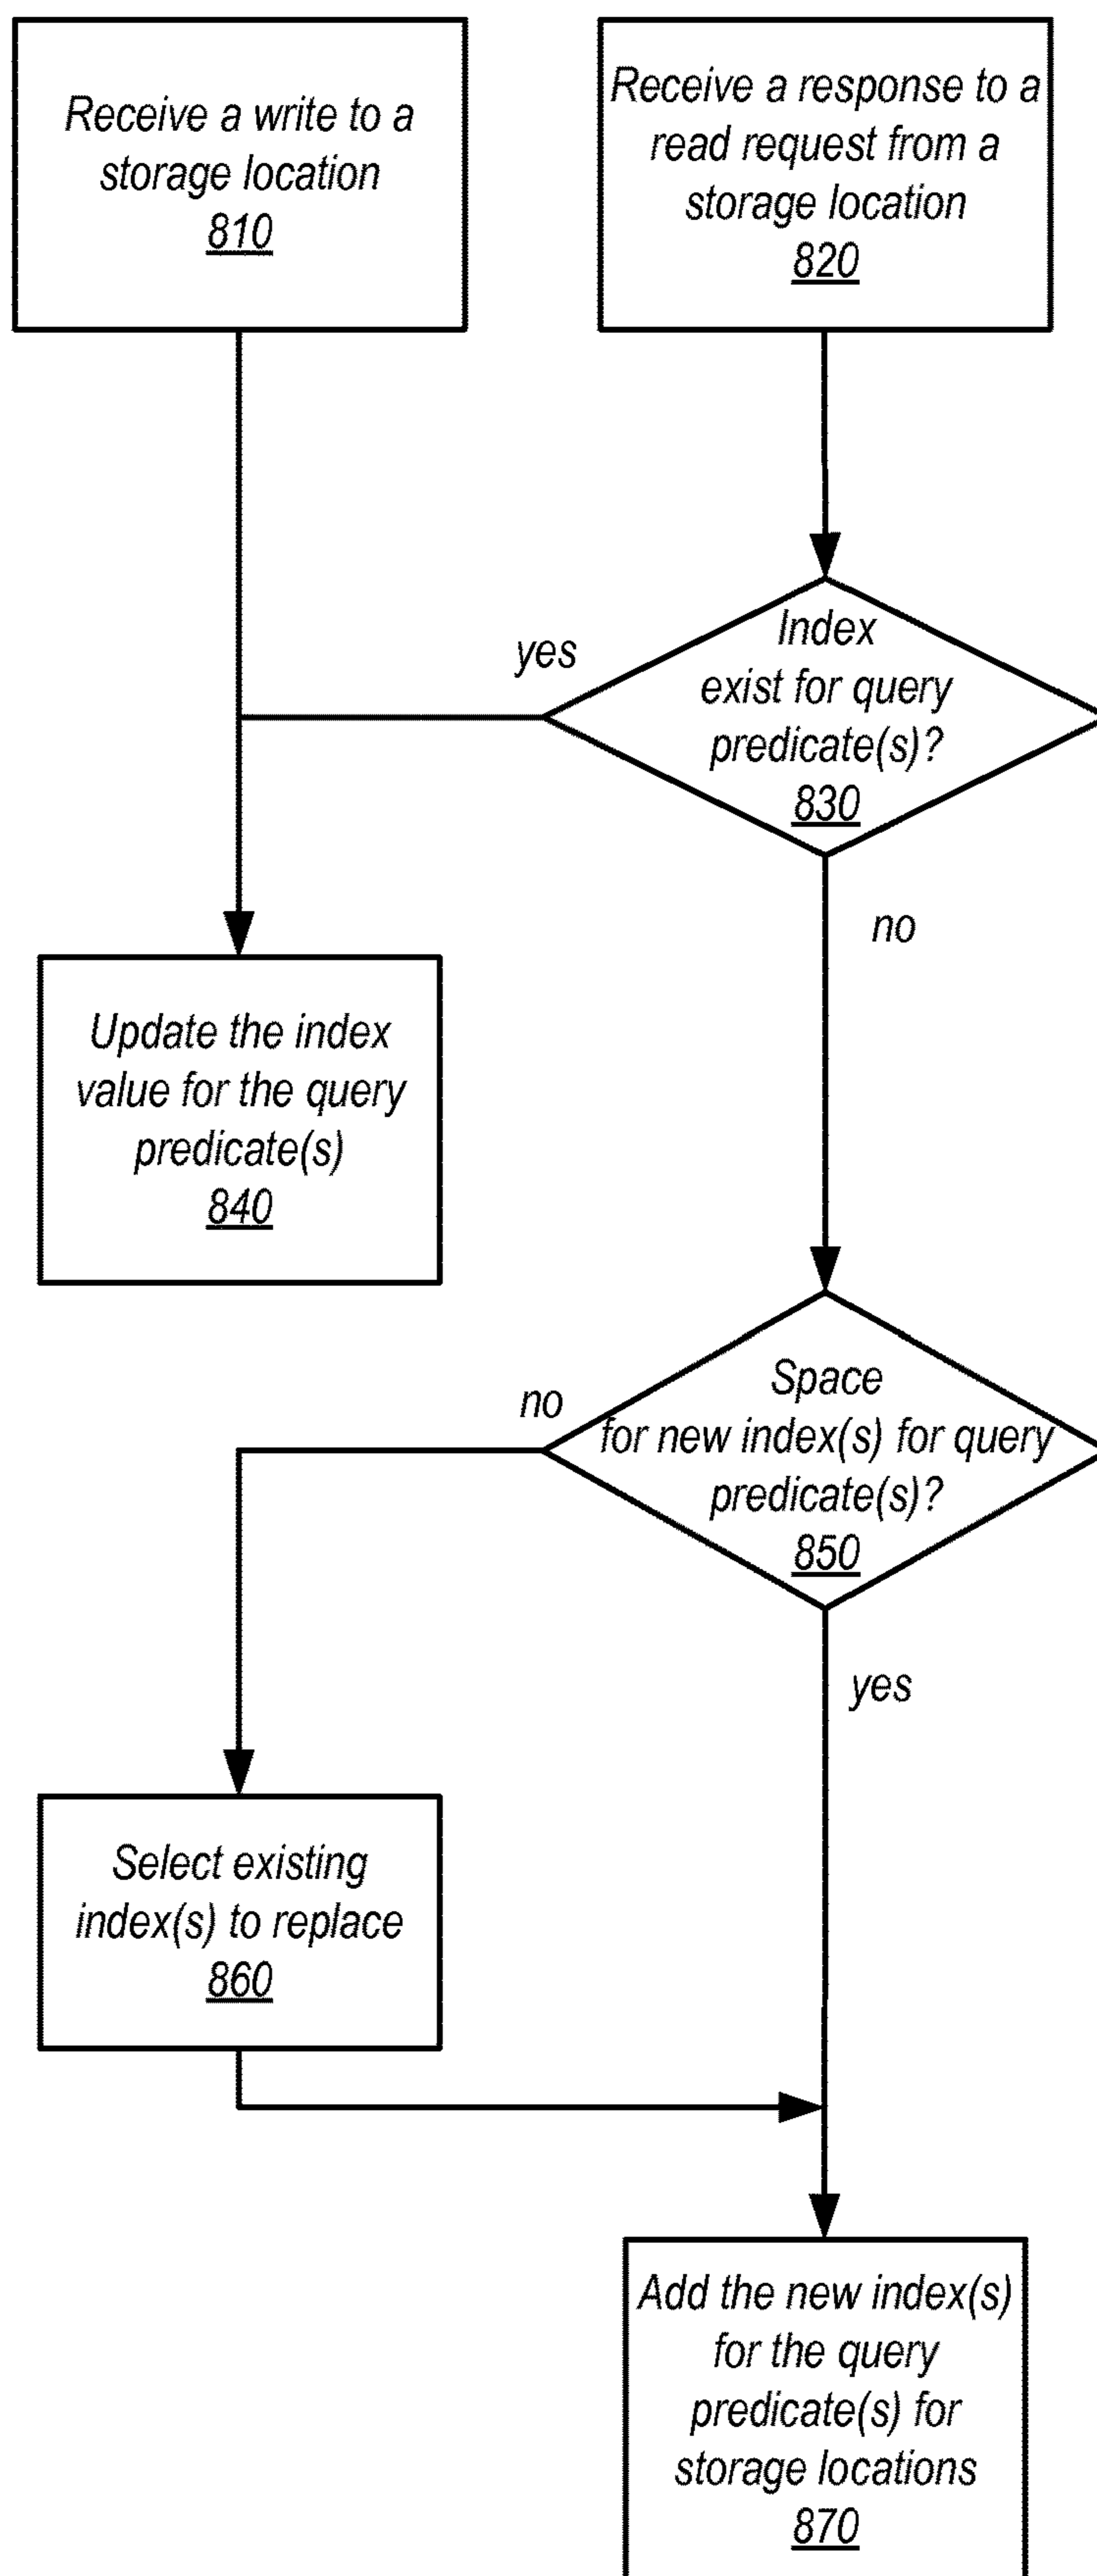 Receive a write to a
storage location
810
Receive a response to a
read request from a
storage location
820
Index
exist for query
predicate(s)?
830
yes
no
Update the index
value for the query
predicate(s)
840
Space
for new index(s) for query
predicate(s)?
850
no
yes
Select existing
index(s) to replace
860
Add the new index(s)
for the query
predicate(s) for
storage locations
870